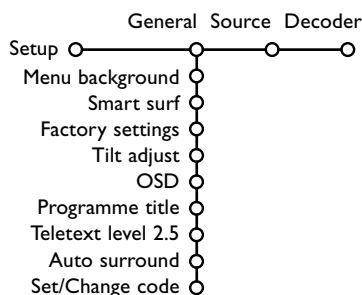 General Source Decoder
Setup
Menu background
Smart surf
Factory settings
Tilt adjust
OSD
Programme title
Teletext level 2.5
Auto surround
Set/Change code